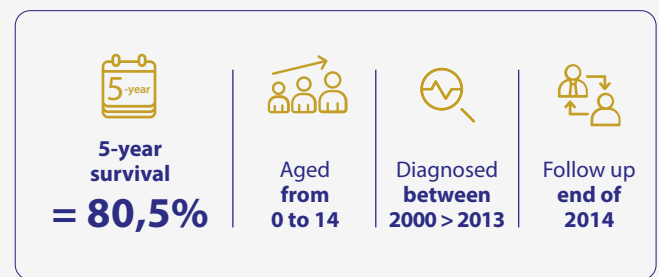 5-year
5-year
survival
= 80,5%
Aged
from
0 to 14
Diagnosed
between
2000 > 2013
Follow up
end of
2014